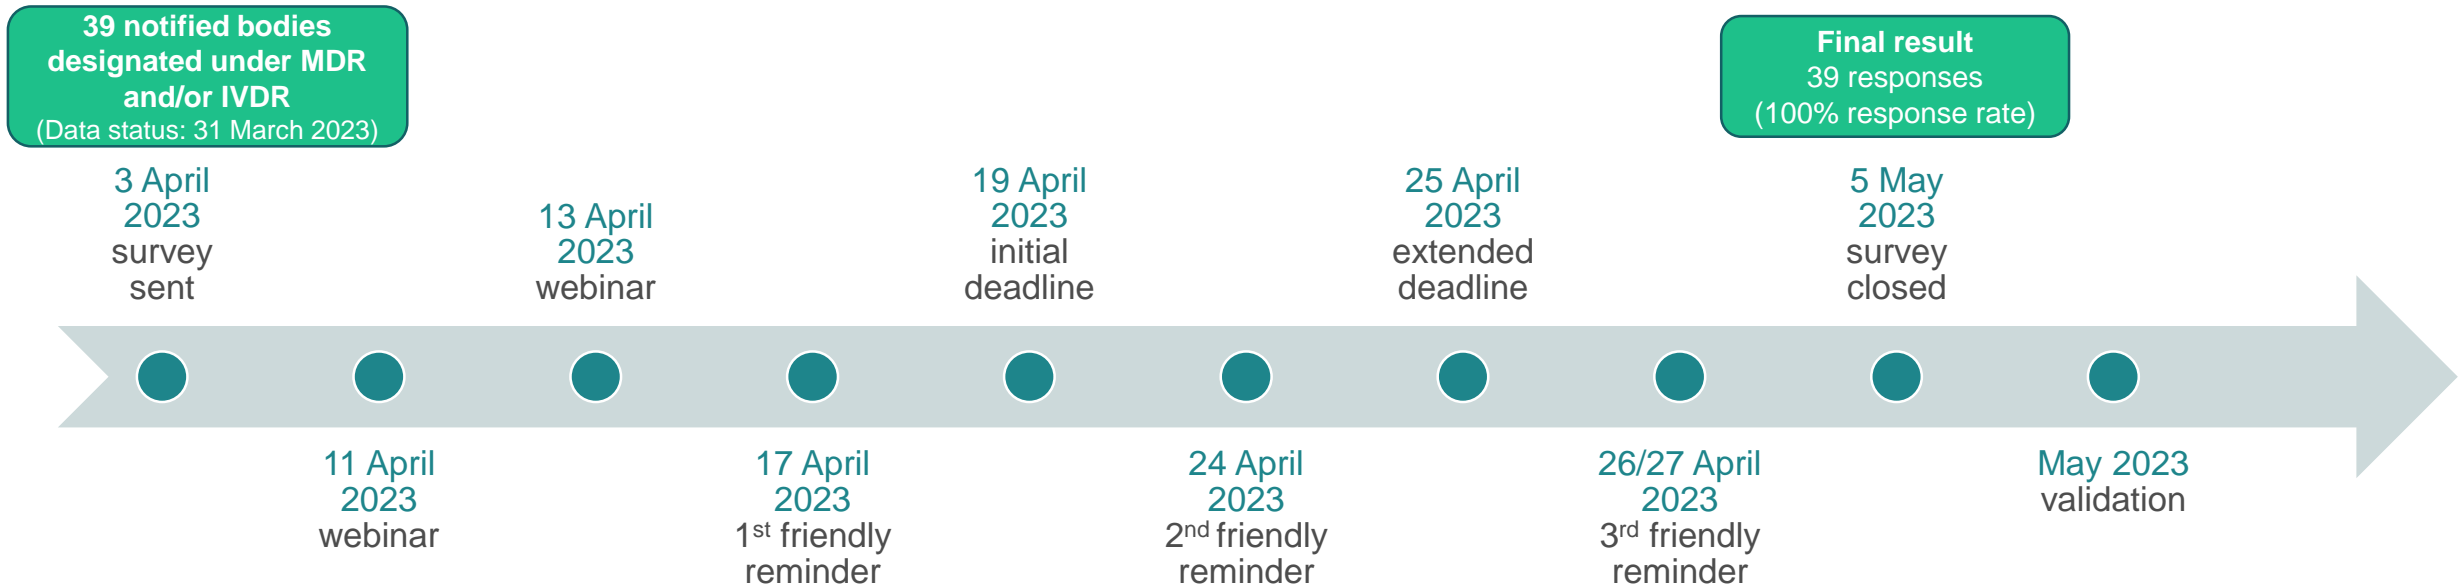 39 notified bodies
designated under MDR
and/or IVDR
(Data status: 31 March 2023)
Final result
39 responses
(100% response rate)
3 April
2023
survey
sent
13 April
2023
webinar
19 April
2023
initial
deadline
25 April
2023
extended
deadline
5 May
2023
survey
closed
11 April
2023
webinar
17 April
2023
1st friendly
reminder
24 April
2023
2nd friendly
reminder
26/27 April
2023
3rd friendly
reminder
May 2023
validation